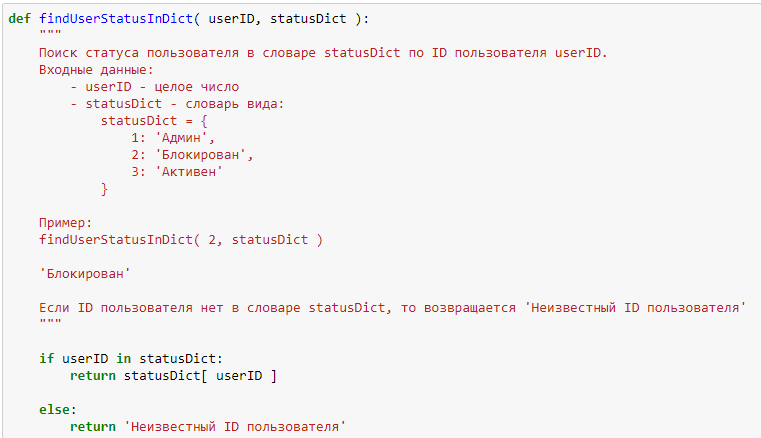 def findUserStatusInDict( userID, statusDict ):
    """
    Поиск статуса пользователя в словаре statusDict по ID пользователя userID.
    Входные данные:
        - userID - целое число
        - statusDict - словарь вида:
            statusDict = {
                1: 'Админ',
                2: 'Блокирован',
                3: 'Активен'
            }
    Пример:
    findUserStatusInDict( 2, statusDict )
    'Блокирован'
    Если ID пользователя нет в словаре statusDict, то возвращается 'Неизвестный ID пользователя'
    """
    if userID in statusDict:
        return statusDict[ userID ]
    else:
        return 'Неизвестный ID пользователя'